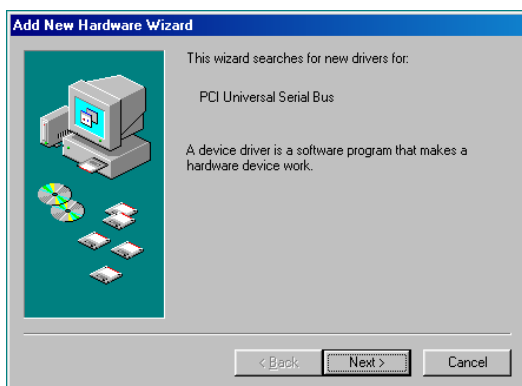 Add New Hardware Wizard
This wizard searches for new drivers for:
PCI Universal Serial Bus
A device driver is a software program that makes a
hardware device work.
< Back
Next >
Cancel